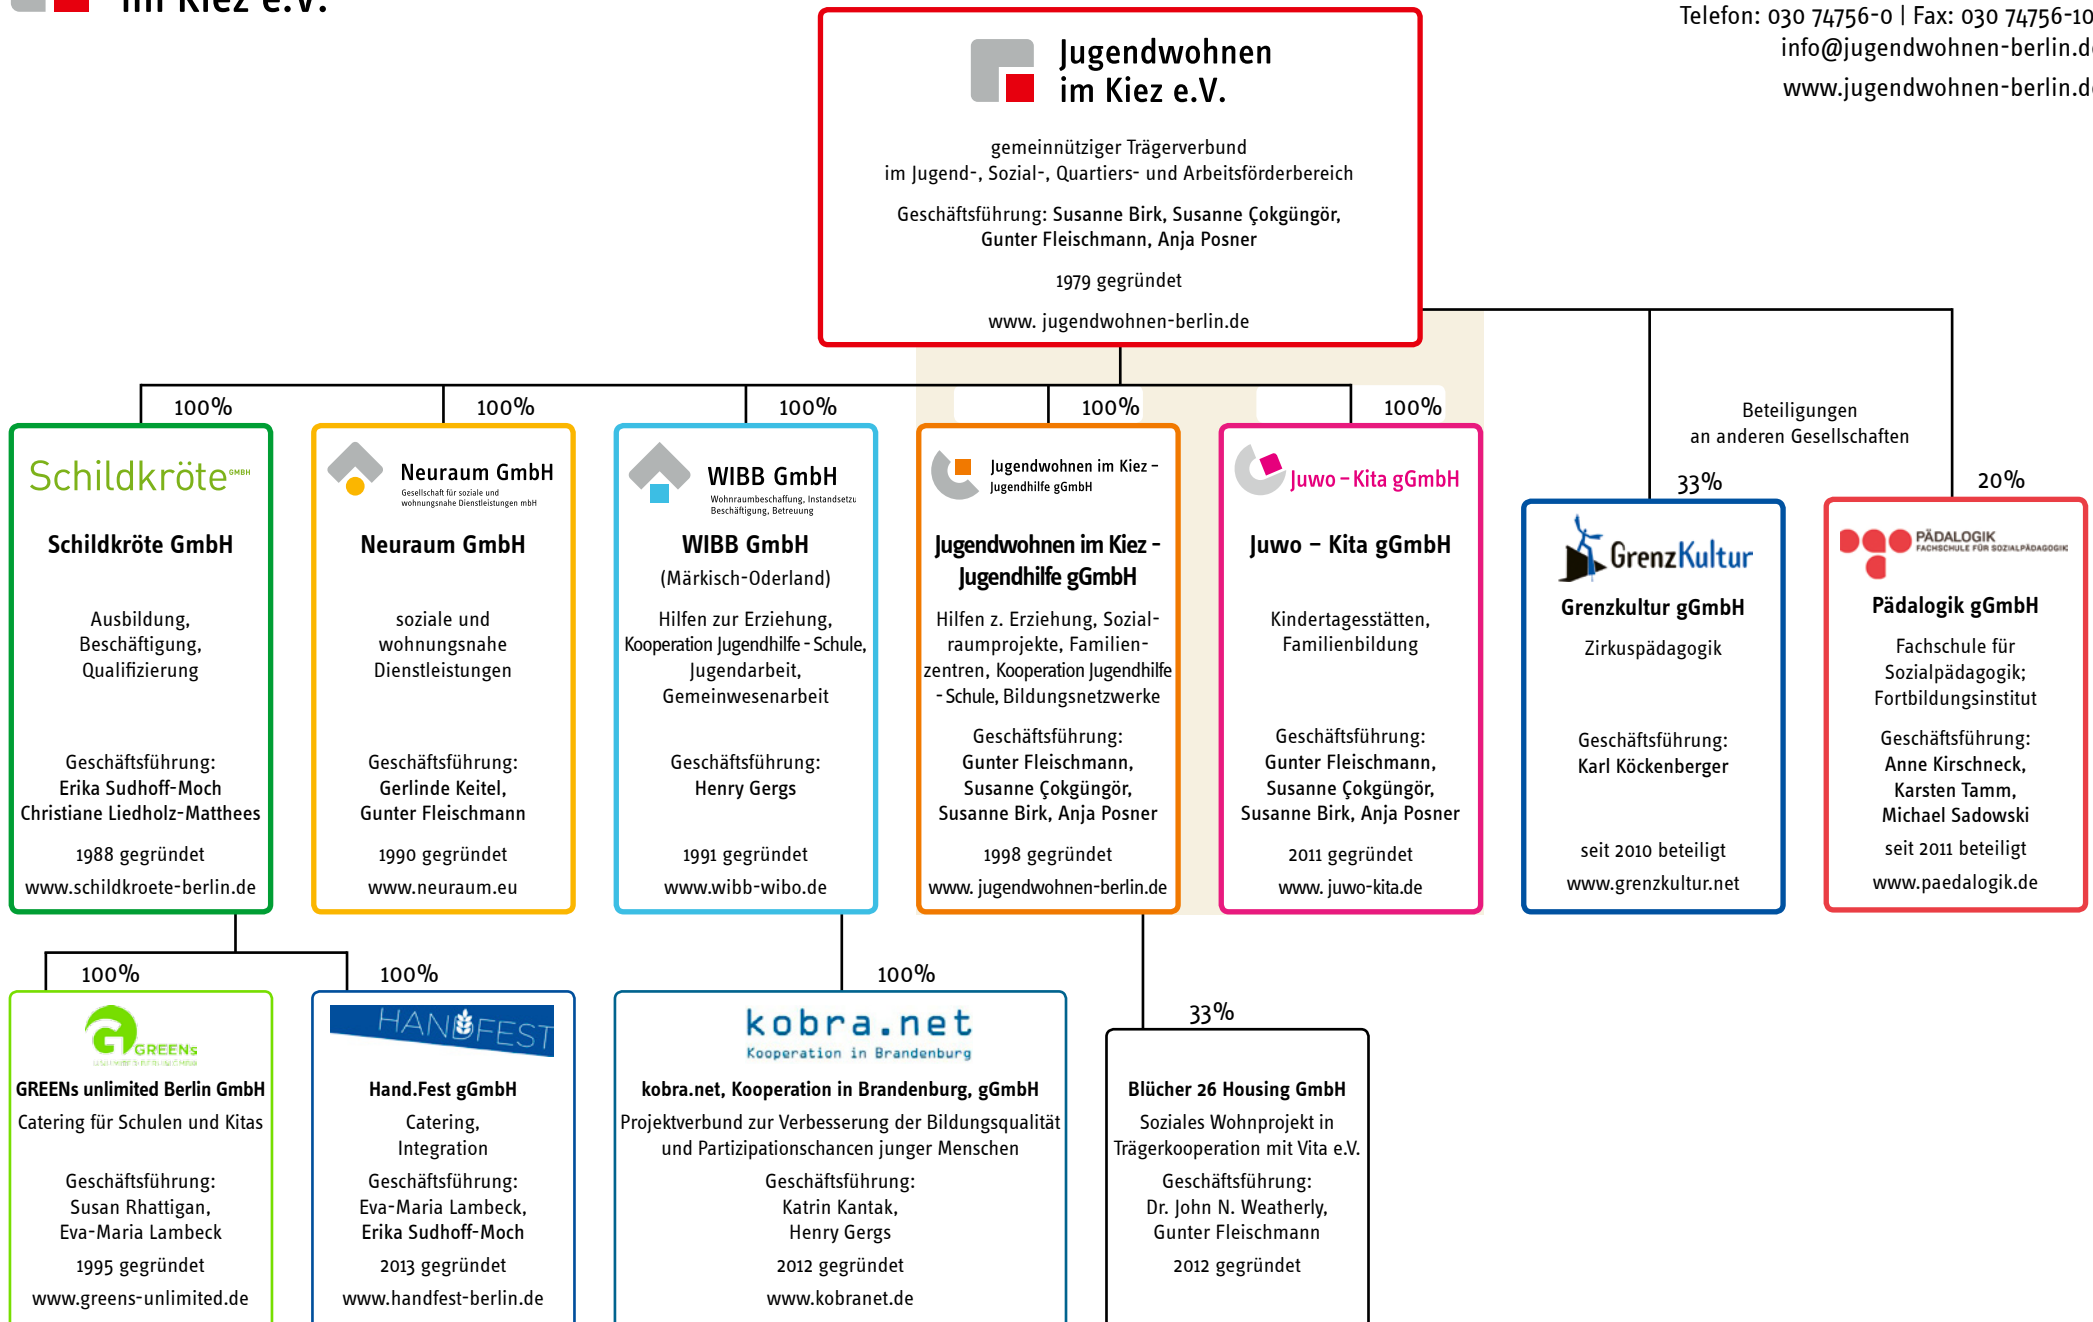 im Kiez e.V.
Telefon: 030 74756-0 | Fax: 030 74756-10
info@jugendwohnen-berlin.de
www.jugendwohnen-berlin.de
Jugendwohnen
im Kiez e.V.
gemeinnütziger Trägerverbund
im Jugend-, Sozial-, Quartiers- und Arbeitsförderbereich
Geschäftsführung: Susanne Birk, Susanne Çokgüngör,
Gunter Fleischmann, Anja Posner
1979 gegründet
www. jugendwohnen-berlin.de
Beteiligungen
an anderen Gesellschaften
100%
Schildkröte GMBH
Schildkröte GmbH
Ausbildung,
Beschäftigung,
Qualifizierung
Geschäftsführung:
Erika Sudhoff-Moch
Christiane Liedholz-Matthees
1988 gegründet
www.schildkroete-berlin.de
100%
Neuraum GmbH
Gesellschaft für soziale und
wohnungsnahe Dienstleistungen mbH
Neuraum GmbH
soziale und
wohnungsnahe
Dienstleistungen
Geschäftsführung:
Gerlinde Keitel,
Gunter Fleischmann
1990 gegründet
www.neuraum.eu
100%
WIBB GmbH
Wohnraumbeschaffung, Instandsetzu
Beschäftigung, Betreuung
WIBB GmbH
(Märkisch-Oderland)
Hilfen zur Erziehung,
Kooperation Jugendhilfe - Schule,
Jugendarbeit,
Gemeinwesenarbeit
Geschäftsführung:
Henry Gergs
1991 gegründet
www.wibb-wibo.de
100%
Jugendwohnen im Kiez –
Jugendhilfe gGmbH
Jugendwohnen im Kiez –
Jugendhilfe gGmbH
Hilfen z. Erziehung, Sozial-
raumprojekte, Familien-
zentren, Kooperation Jugendhilfe
- Schule, Bildungsnetzwerke
Geschäftsführung:
Gunter Fleischmann,
Susanne Çokgüngör,
Susanne Birk, Anja Posner
1998 gegründet
www. jugendwohnen-berlin.de
100%
Juwo – Kita gGmbH
Juwo – Kita gGmbH
Kindertagesstätten,
Familienbildung
Geschäftsführung:
Gunter Fleischmann,
Susanne Çokgüngör,
Susanne Birk, Anja Posner
2011 gegründet
www. juwo-kita.de
33%
GrenzKultur
Grenzkultur gGmbH
Zirkuspädagogik
Geschäftsführung:
Karl Köckenberger
seit 2010 beteiligt
www.grenzkultur.net
20%
PÄDALOGIK
FACHSCHULE FÜR SOZIALPÄDAGOGIK
Pädalogik gGmbH
Fachschule für
Sozialpädagogik;
Fortbildungsinstitut
Geschäftsführung:
Anne Kirschneck,
Karsten Tamm,
Michael Sadowski
seit 2011 beteiligt
www.paedalogik.de
100%
GREENs
GREENs unlimited Berlin GmbH
Catering für Schulen und Kitas
Geschäftsführung:
Susan Rhattigan,
Eva-Maria Lambeck
1995 gegründet
www.greens-unlimited.de
100%
HANDFEST
Hand.Fest gGmbH
Catering,
Integration
Geschäftsführung:
Eva-Maria Lambeck,
Erika Sudhoff-Moch
2013 gegründet
www.handfest-berlin.de
100%
kobra.net
Kooperation in Brandenburg
kobra.net, Kooperation in Brandenburg, gGmbH
Projektverbund zur Verbesserung der Bildungsqualität
und Partizipationschancen junger Menschen
Geschäftsführung:
Katrin Kantak,
Henry Gergs
2012 gegründet
www.kobranet.de
33%
Blücher 26 Housing GmbH
Soziales Wohnprojekt in
Trägerkooperation mit Vita e.V.
Geschäftsführung:
Dr. John N. Weatherly,
Gunter Fleischmann
2012 gegründet